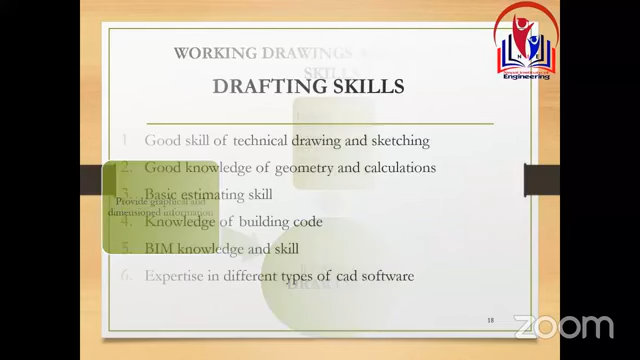 WORKING DRAWINGS
SKILLS
DRAFTING SKILLS
1 Good skill of technical drawing and sketching
2. Good knowledge of geometry and calculations
3. Basic estimating skill
Provide graphical and
dimensioned information
4. Knowledge of building code
5. BIM knowledge and skill
6. Expertise in different types of cad software
18
Engineering
zoom